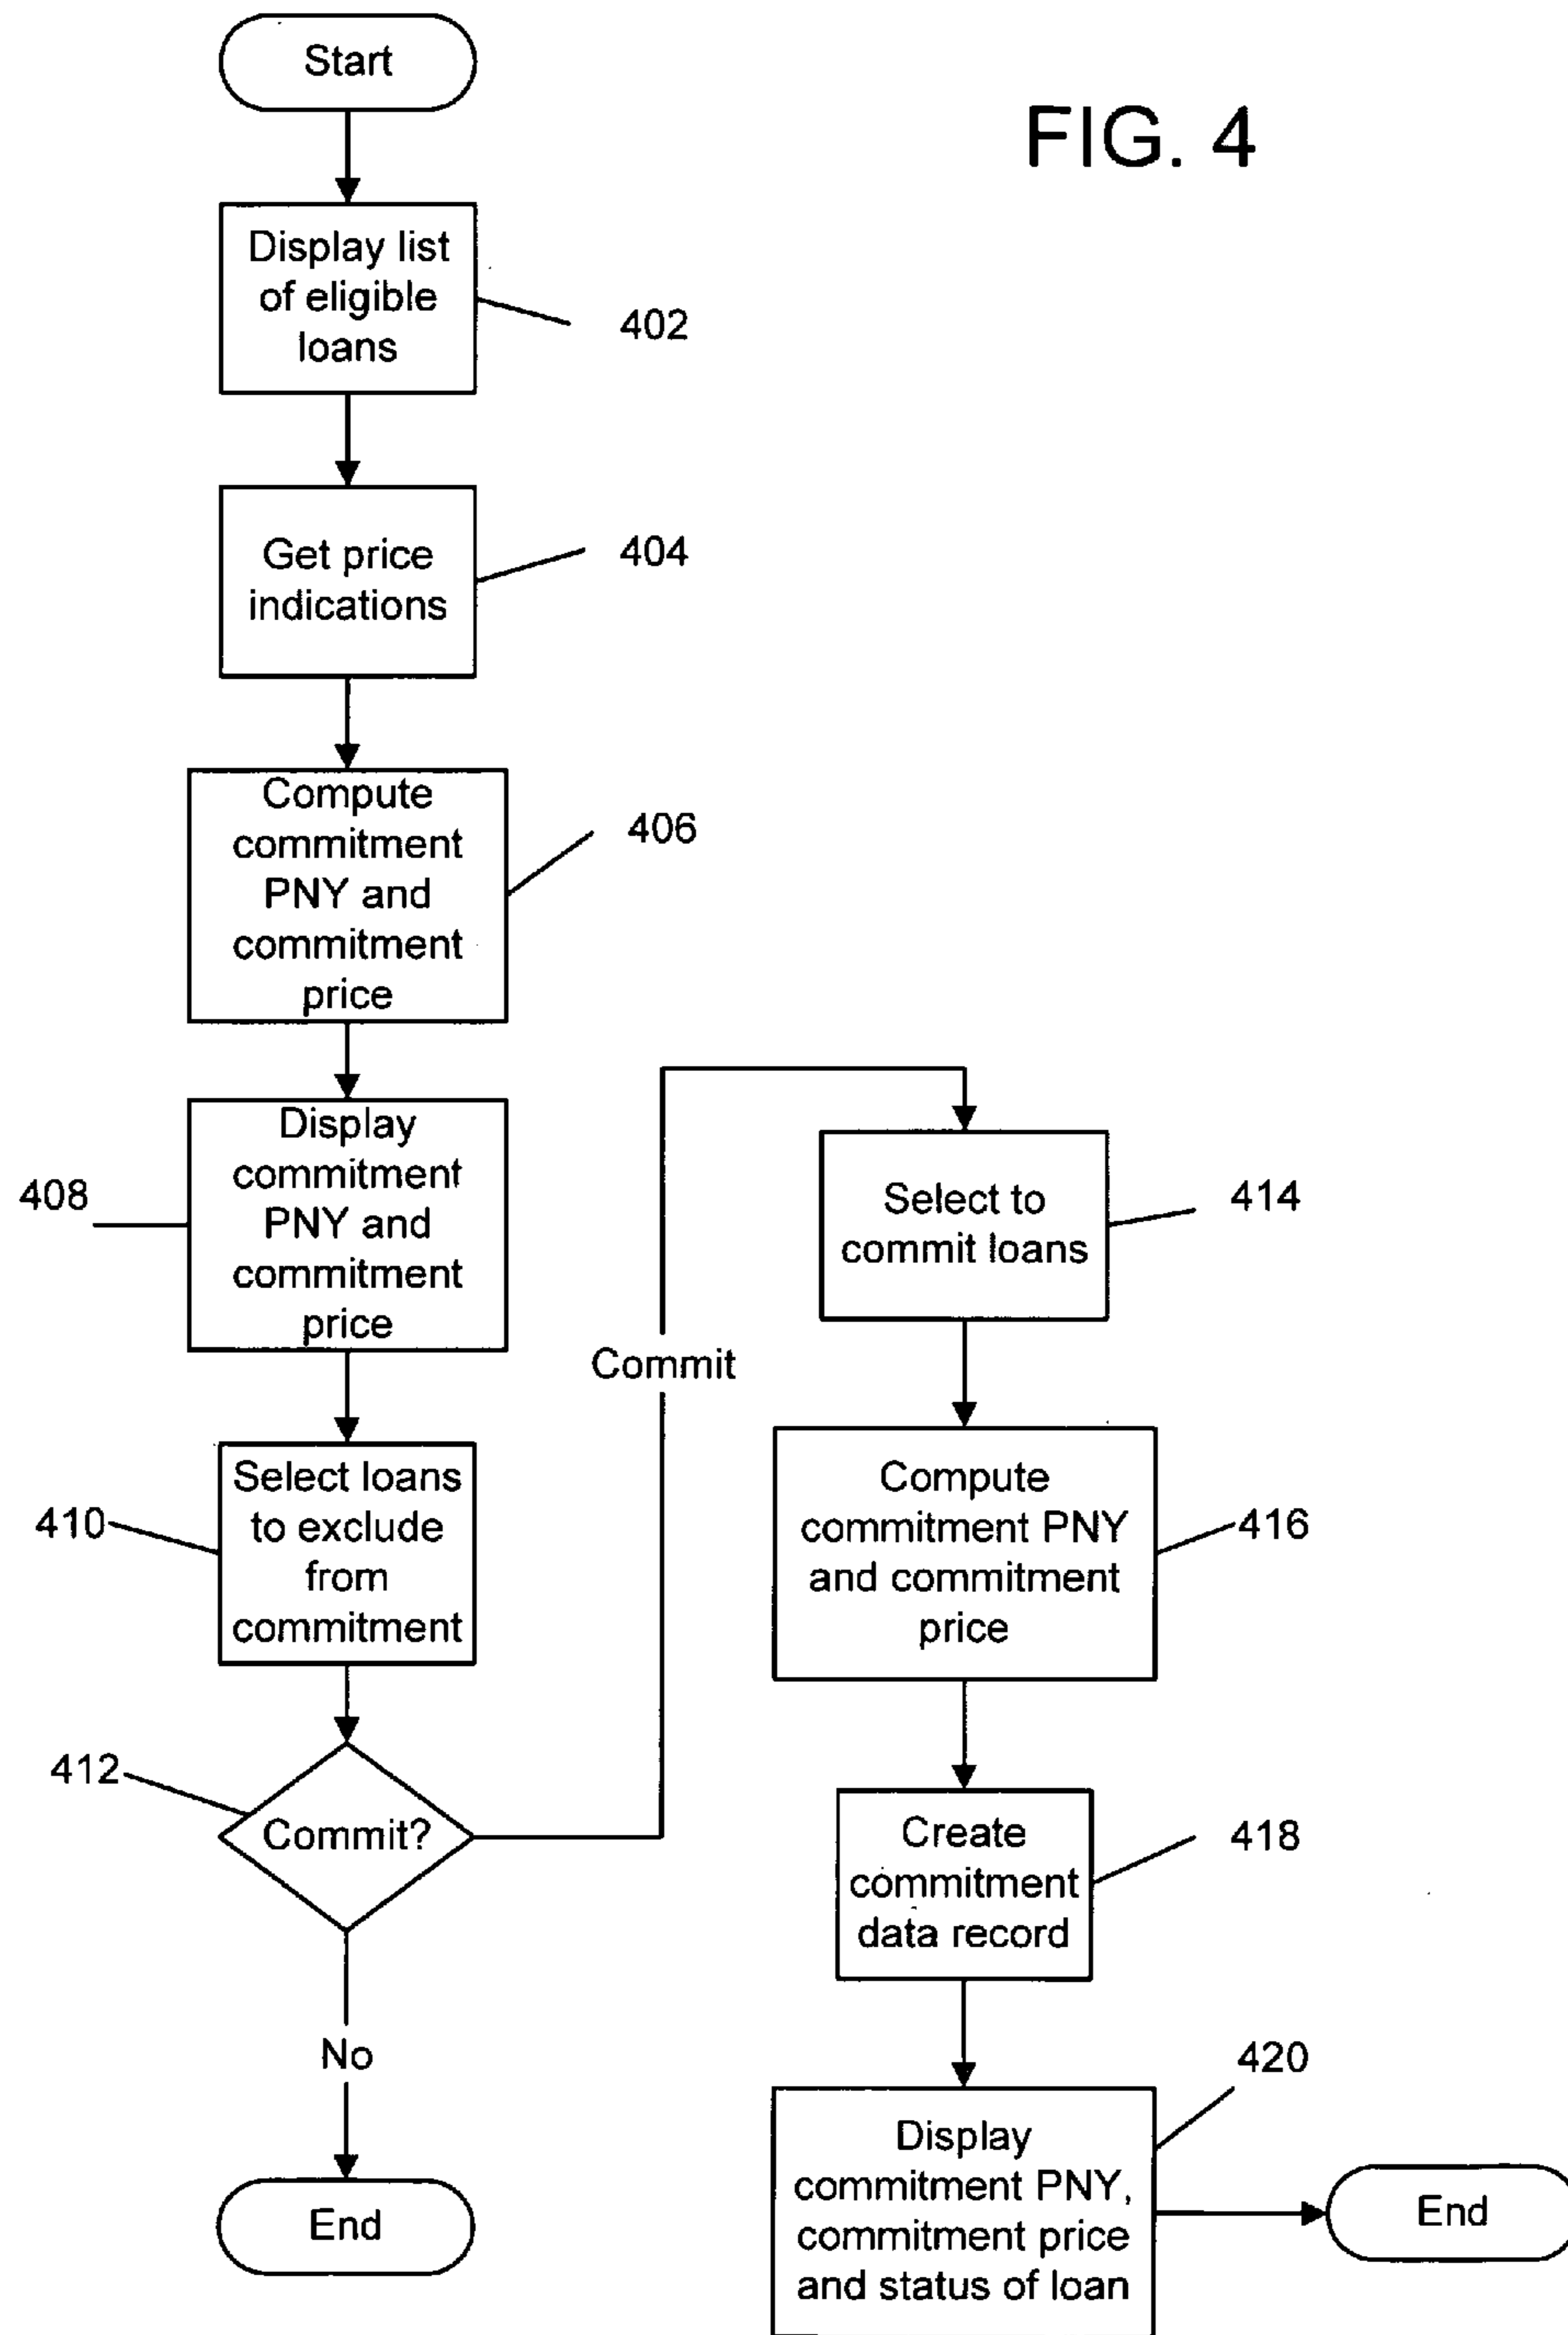 FIG. 4
Start
Display list
of eligible
loans
402
Get price
indications
404
Compute
commitment
PNY and
commitment
price
406
Display
commitment
PNY and
commitment
price
408
Select loans
to exclude
from
commitment
410
Commit?
412
No
End
Commit
Select to
commit loans
414
Compute
commitment PNY
and commitment
price
416
Create
commitment
data record
418
Display
commitment PNY,
commitment price
and status of loan
420
End